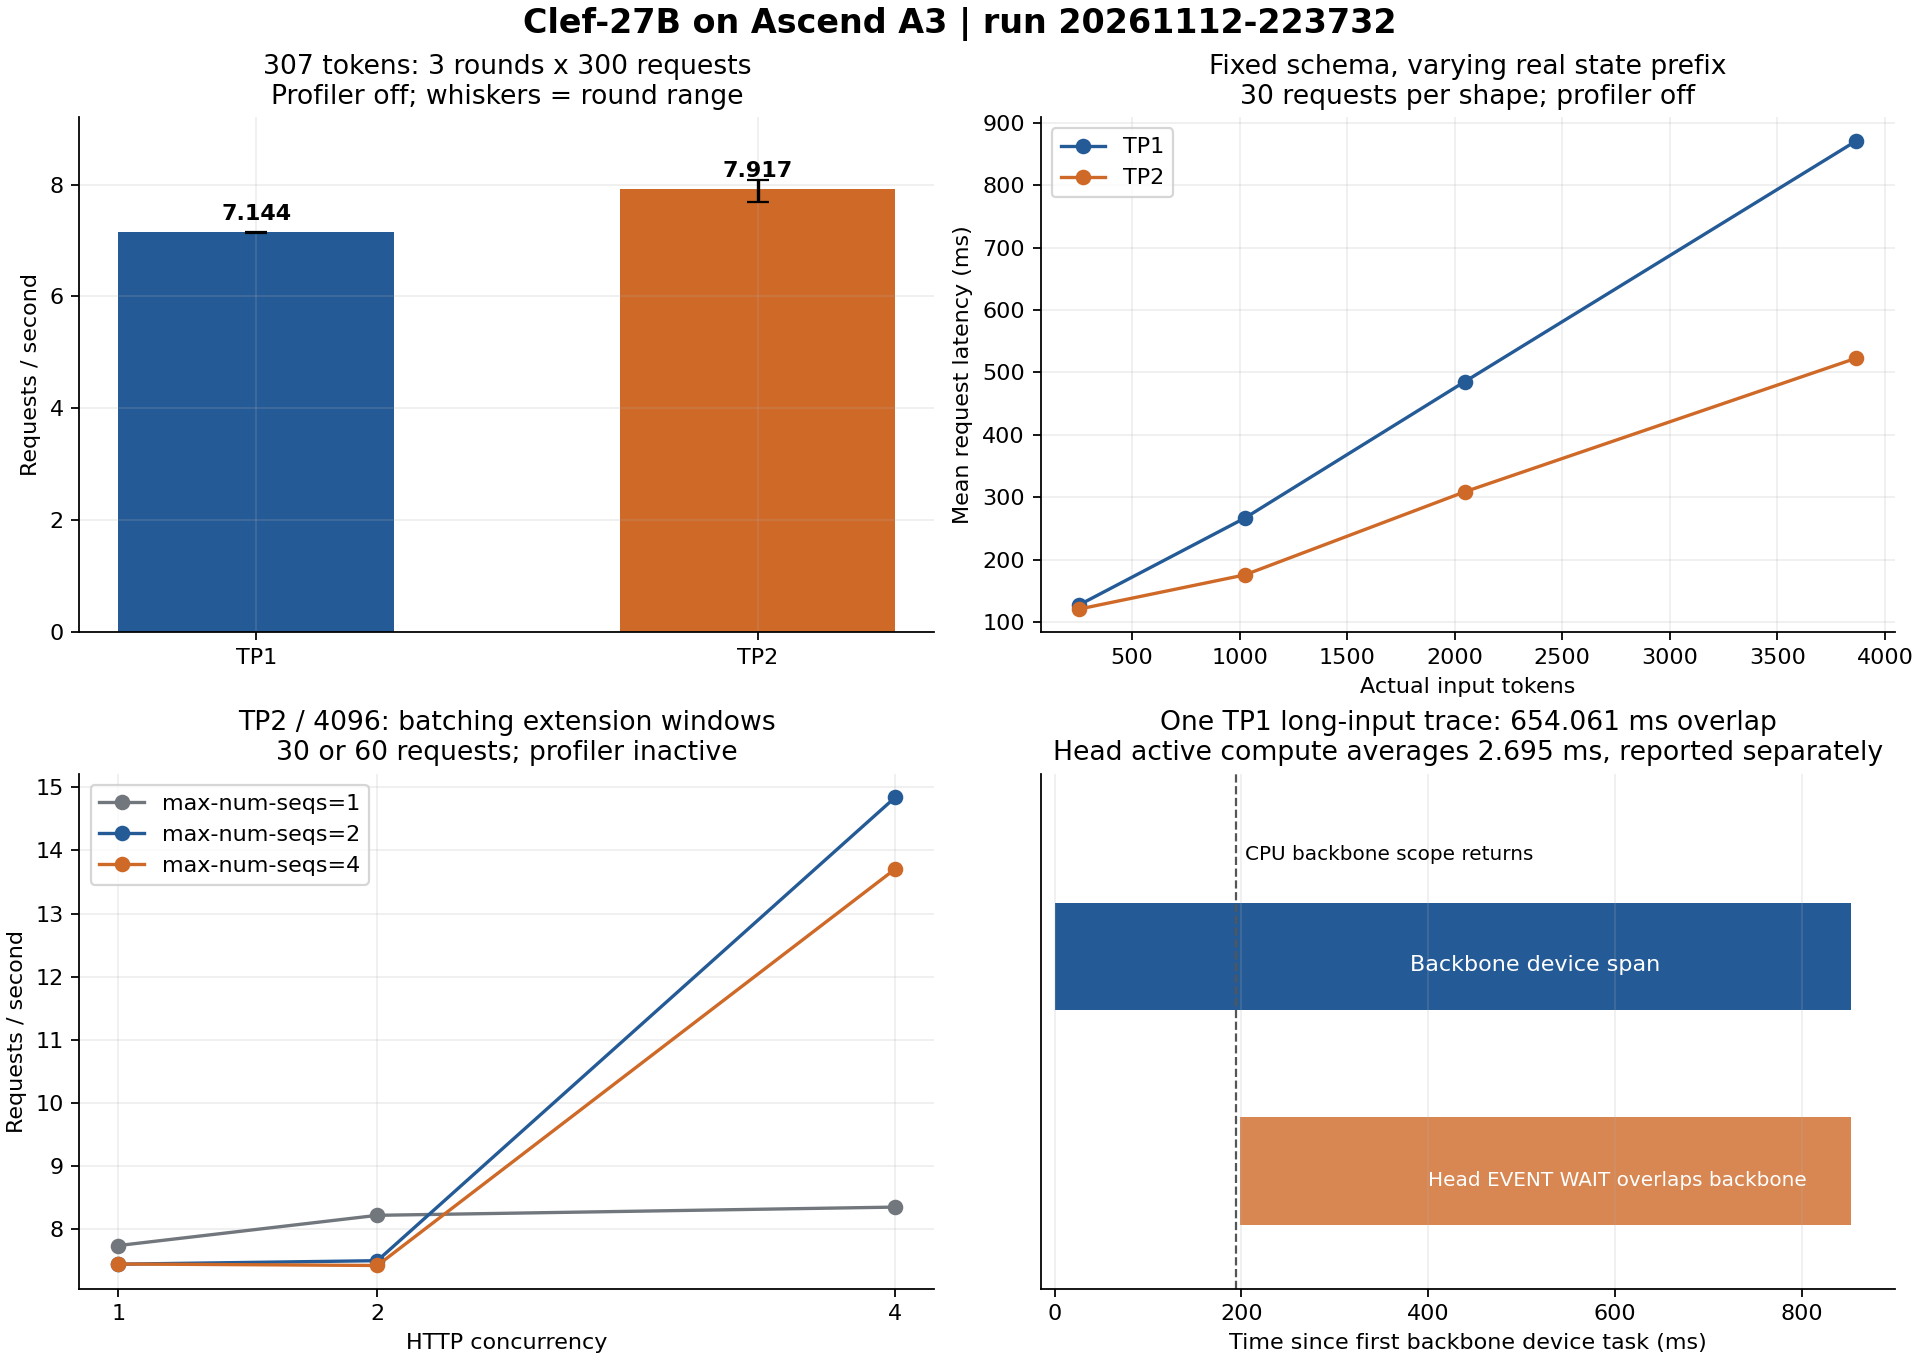 Clef-27B on Ascend A3 | run 20261112-223732
307 tokens: 3 rounds x 300 requests
Profiler off; whiskers = round range
Requests / second
8
6
4
2
0
7.144
7.917
TP1
TP2
Fixed schema, varying real state prefix
30 requests per shape; profiler off
Mean request latency (ms)
900
800
700
600
500
400
300
200
100
TP1
TP2
500
1000
1500
2000
2500
3000
3500
4000
Actual input tokens
TP2 / 4096: batching extension windows
30 or 60 requests; profiler inactive
Requests / second
15
14
13
12
11
10
9
8
max-num-seqs=1
max-num-seqs=2
max-num-seqs=4
1
2
4
HTTP concurrency
One TP1 long-input trace: 654.061 ms overlap
Head active compute averages 2.695 ms, reported separately
CPU backbone scope returns
Backbone device span
Head EVENT WAIT overlaps backbone
0
200
400
600
800
Time since first backbone device task (ms)